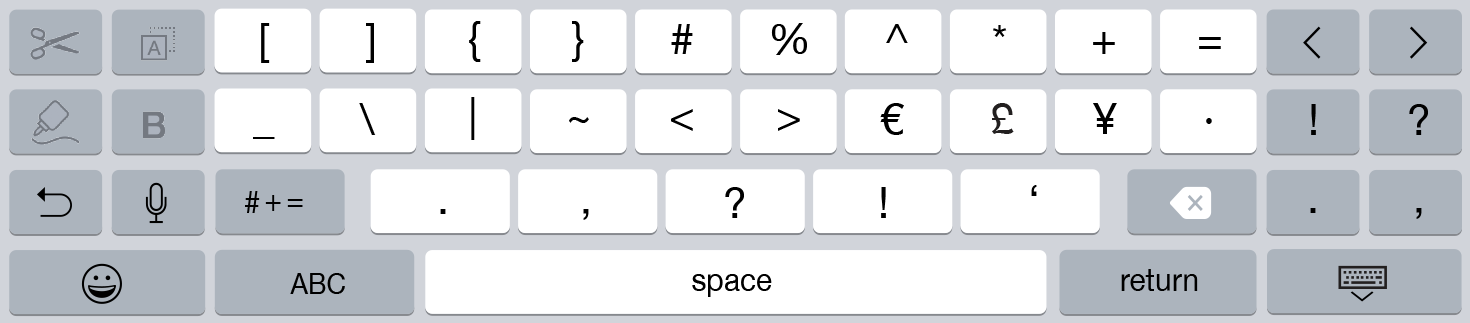 A [ ] { } # % ^ * + = < >
B _ \ | ~ < > € £ ¥ · ! ?
#+= . , ? ! ‘ . ,
ABC space return